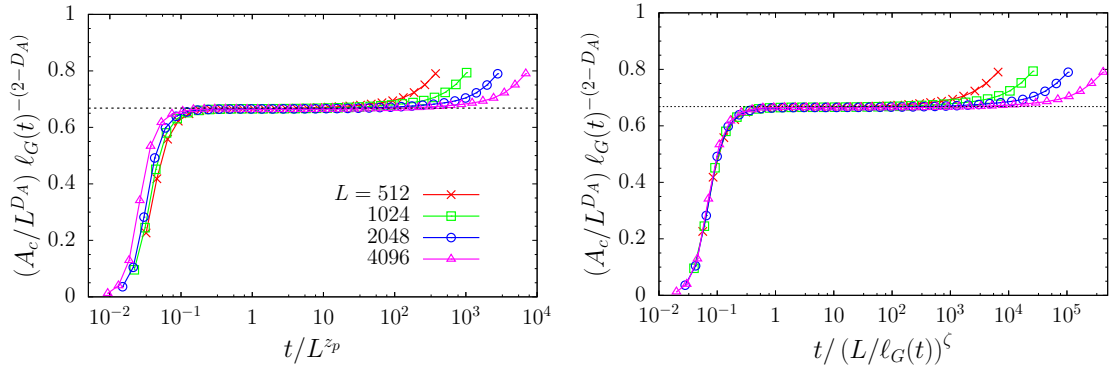 (A_c/L^{D_A}) ℓ_G(t)^{-(2-D_A)}
1
0.8
0.6
0.4
0.2
0
L = 512
1024
2048
4096
10^{-2} 10^{-1} 1 10^1 10^2 10^3 10^4
t/L^{z_p}
(A_c/L^{D_A}) ℓ_G(t)^{-(2-D_A)}
1
0.8
0.6
0.4
0.2
0
10^{-2} 10^{-1} 10^0 10^1 10^2 10^3 10^4 10^5
t/ (L/ℓ_G(t))^ζ